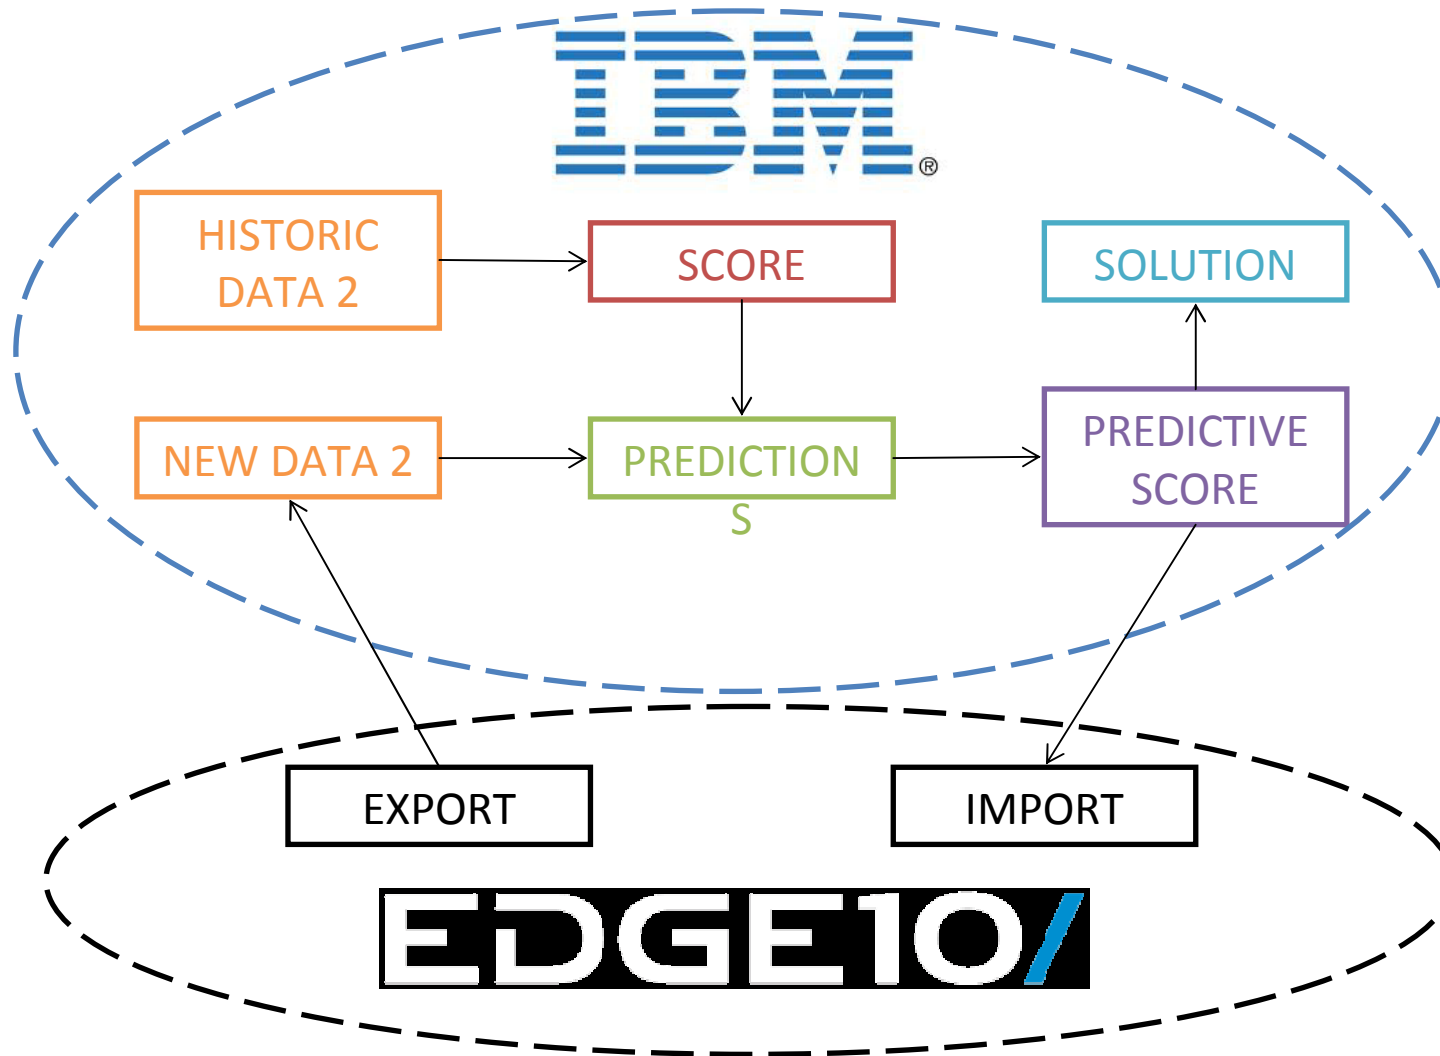 IBM®
HISTORIC
DATA 2
SCORE
SOLUTION
NEW DATA 2
PREDICTION
S
PREDICTIVE
SCORE
EXPORT
IMPORT
EDGE10/